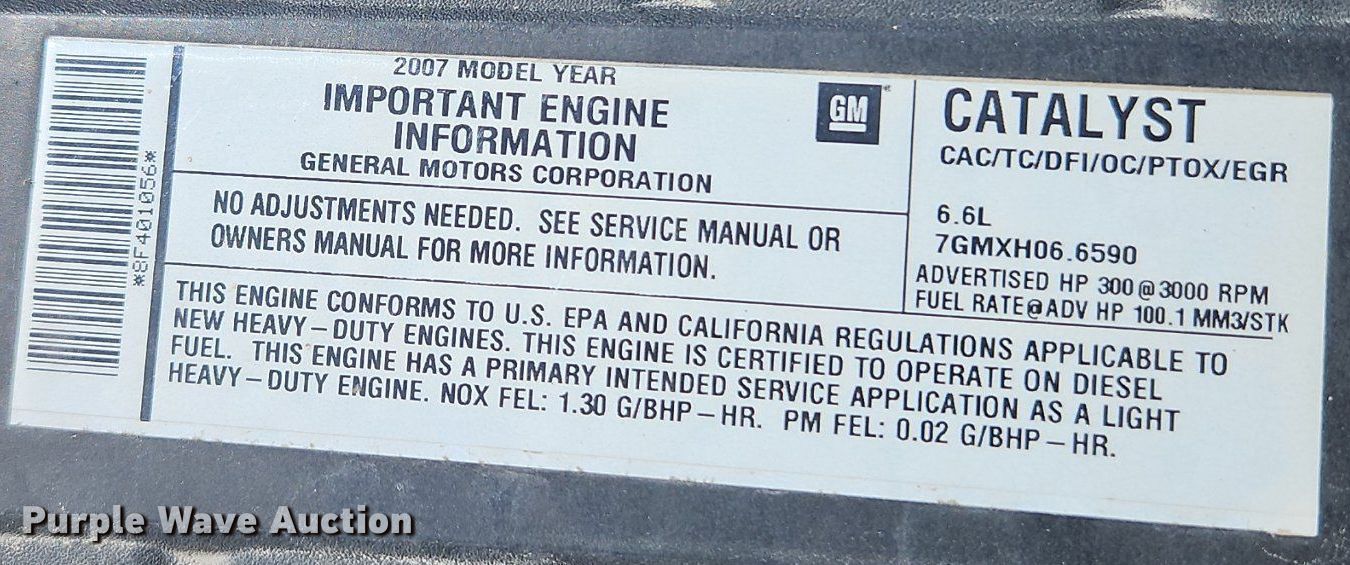 *8F401056*
2007 MODEL YEAR
IMPORTANT ENGINE
INFORMATION
GENERAL MOTORS CORPORATION
GM
NO ADJUSTMENTS NEEDED. SEE SERVICE MANUAL OR
OWNERS MANUAL FOR MORE INFORMATION.
CATALYST
CAC/TC/DFI/OC/PTOX/EGR
6.6L
7GMXH06.6590
ADVERTISED HP 300@3000 RPM
FUEL RATE@ADV HP 100.1 MM3/STK
THIS ENGINE CONFORMS TO U.S. EPA AND CALIFORNIA REGULATIONS APPLICABLE TO
NEW HEAVY-DUTY ENGINES. THIS ENGINE IS CERTIFIED TO OPERATE ON DIESEL
FUEL. THIS ENGINE HAS A PRIMARY INTENDED SERVICE APPLICATION AS A LIGHT
HEAVY-DUTY ENGINE. NOX FEL: 1.30 G/BHP-HR. PM FEL: 0.02 G/BHP-HR.
Purple Wave Auction